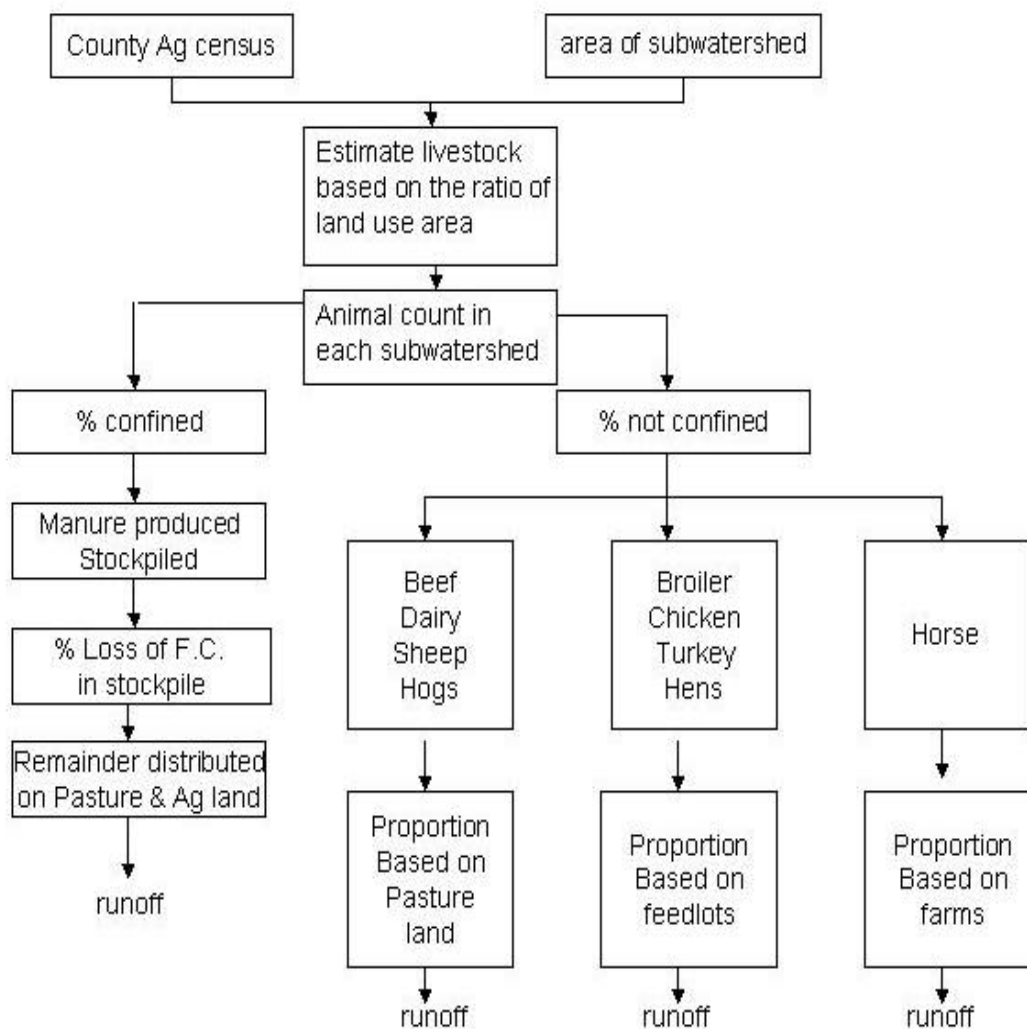 County Ag census
area of subwatershed
Estimate livestock
based on the ratio of
land use area
Animal count in
each subwatershed
% confined
% not confined
Manure produced
Stockpiled
% Loss of F.C.
in stockpile
Remainder distributed
on Pasture & Ag land
runoff
Beef
Dairy
Sheep
Hogs
Broiler
Chicken
Turkey
Hens
Horse
Proportion
Based on
Pasture
land
Proportion
Based on
feedlots
Proportion
Based on
farms
runoff
runoff
runoff